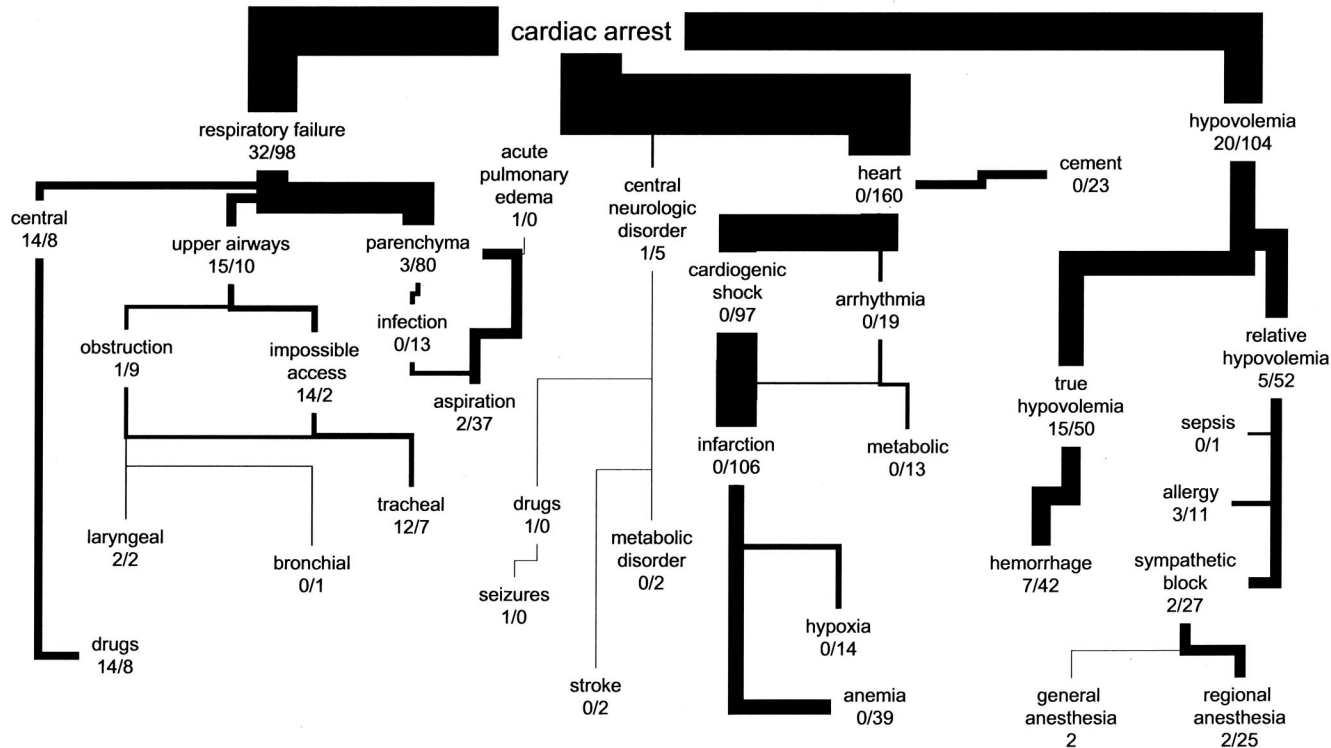 cardiac arrest
respiratory failure
32/98
hypovolemia
20/104
acute
pulmonary
edema
1/0
central
neurologic
disorder
1/5
heart
0/160
cement
0/23
central
14/8
upper airways
15/10
parenchyma
3/80
cardiogenic
shock
0/97
arrhythmia
0/19
infection
0/13
obstruction
1/9
impossible
access
14/2
aspiration
2/37
relative
hypovolemia
5/52
true
hypovolemia
15/50
infarction
0/106
metabolic
0/13
sepsis
0/1
tracheal
12/7
drugs
1/0
allergy
3/11
laryngeal
2/2
bronchial
0/1
metabolic
disorder
0/2
hemorrhage
7/42
sympathetic
block
2/27
seizures
1/0
hypoxia
0/14
drugs
14/8
stroke
0/2
anemia
0/39
general
anesthesia
2
regional
anesthesia
2/25